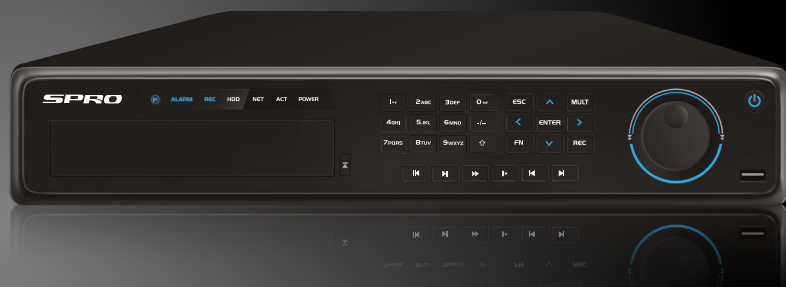 SPRO
ALARM REC HDD NET ACT POWER
1., 2ABC 3DEF 0 ESC MULT
4GHI 5JKL 6MNO -/-- ENTER
7PQRS 8TUV 9WXYZ FN REC